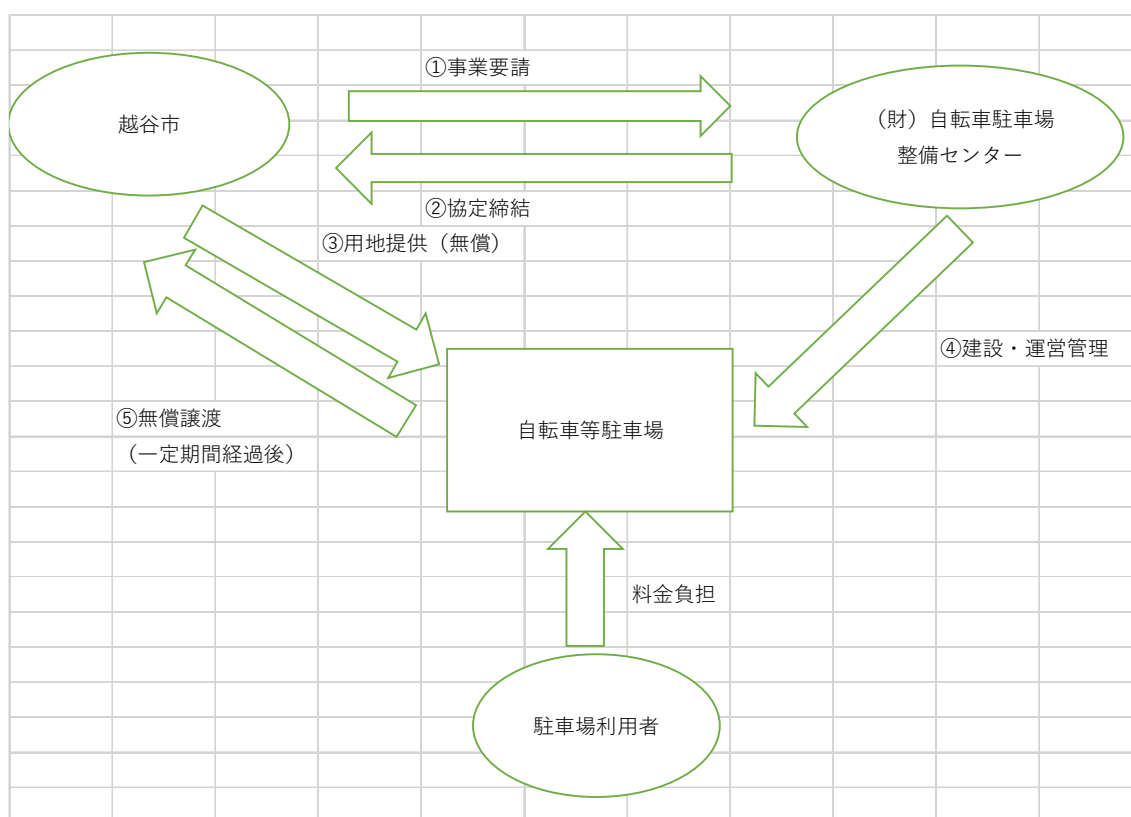 ①事業要請
越谷市
（財）自転車駐車場
整備センター
②協定締結
③用地提供（無償）
④建設・運営管理
⑤無償譲渡
（一定期間経過後）
自転車等駐車場
料金負担
駐車場利用者